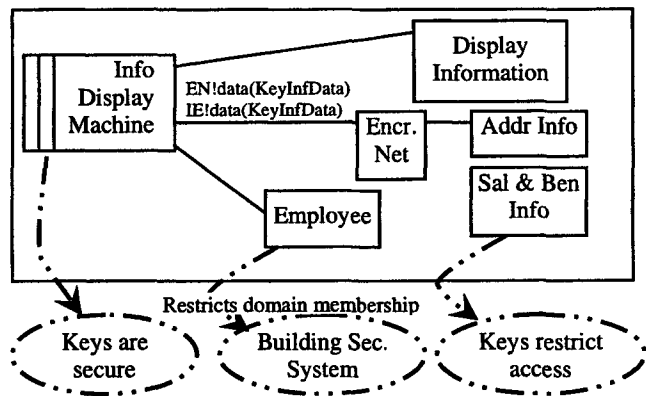 Info
Display
Machine
Display
Information
EN!data(KeyInfData)
IE!data(KeyInfData)
Encr.
Net
Addr Info
Sal & Ben
Info
Employee
Restricts domain membership
Keys are
secure
Building Sec.
System
Keys restrict
access